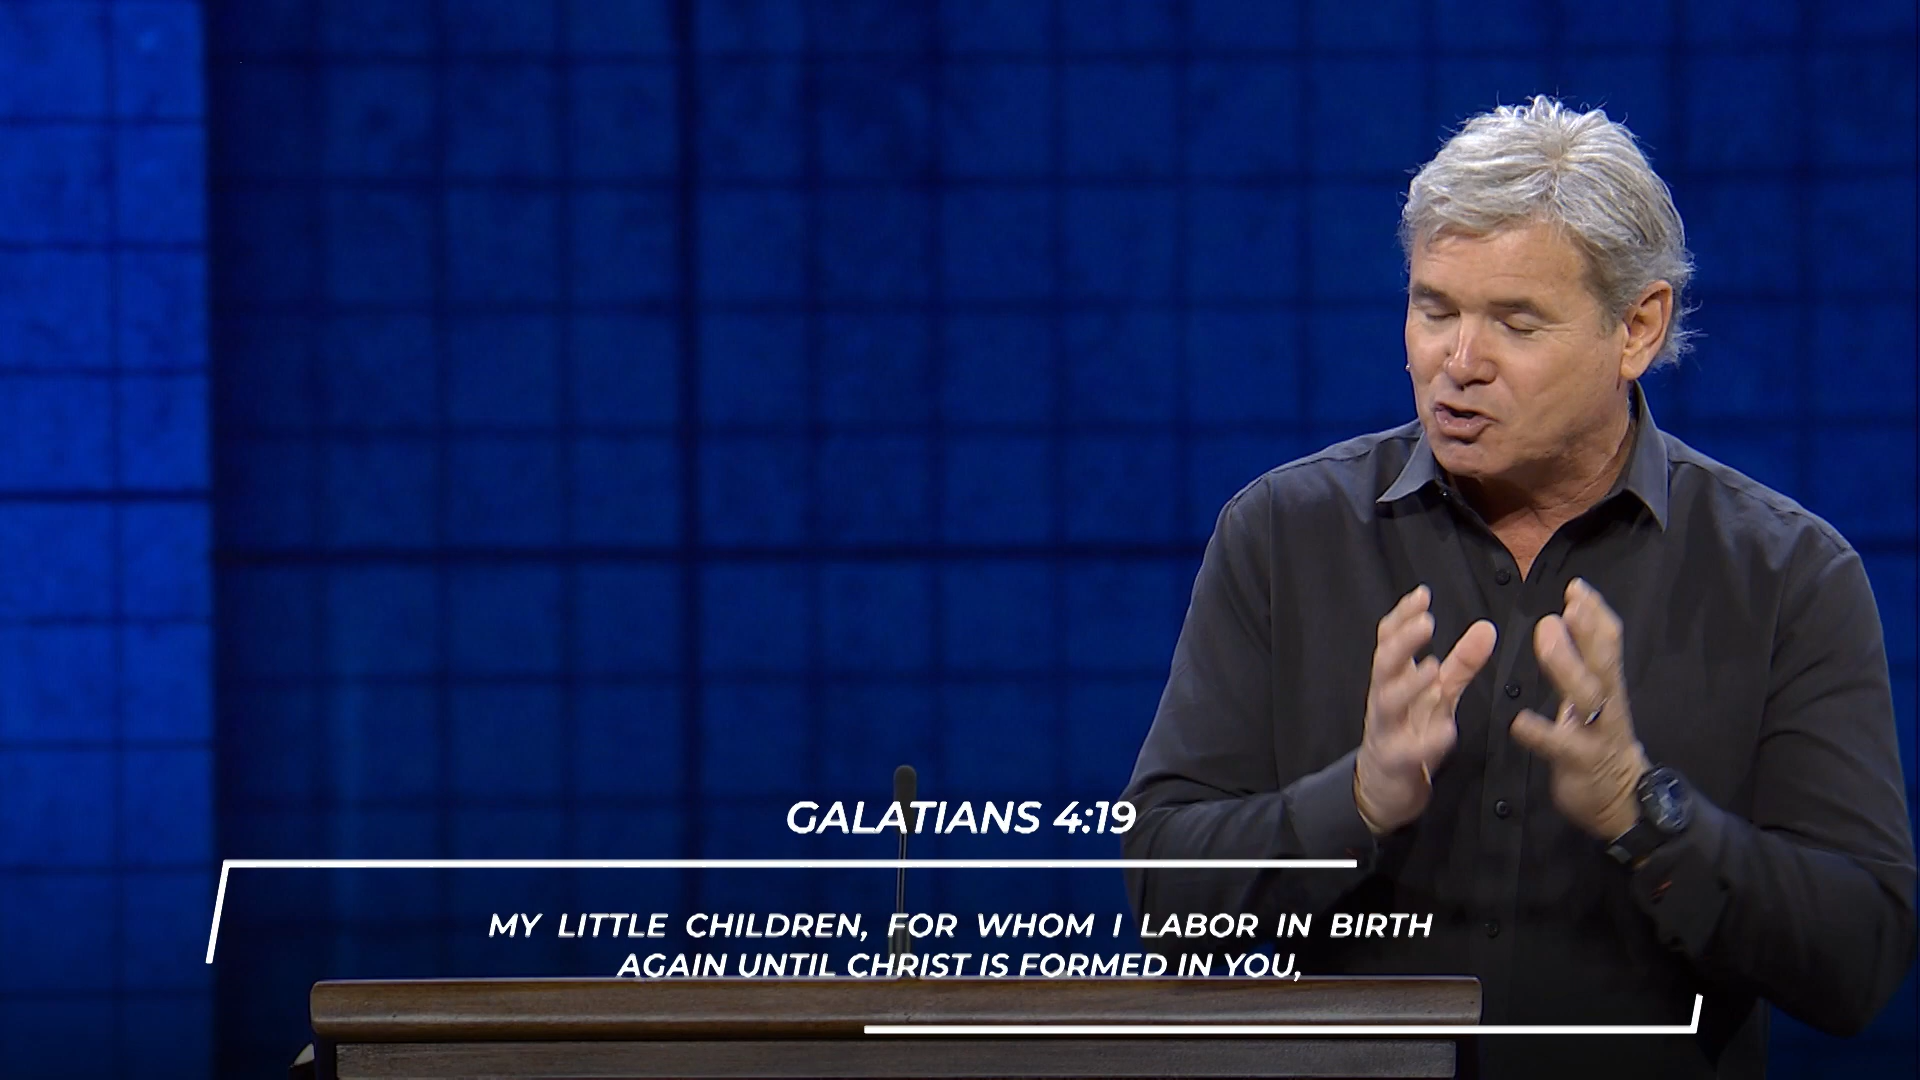 GALATIANS 4:19
MY LITTLE CHILDREN, FOR WHOM I LABOR IN BIRTH
AGAIN UNTIL CHRIST IS FORMED IN YOU,